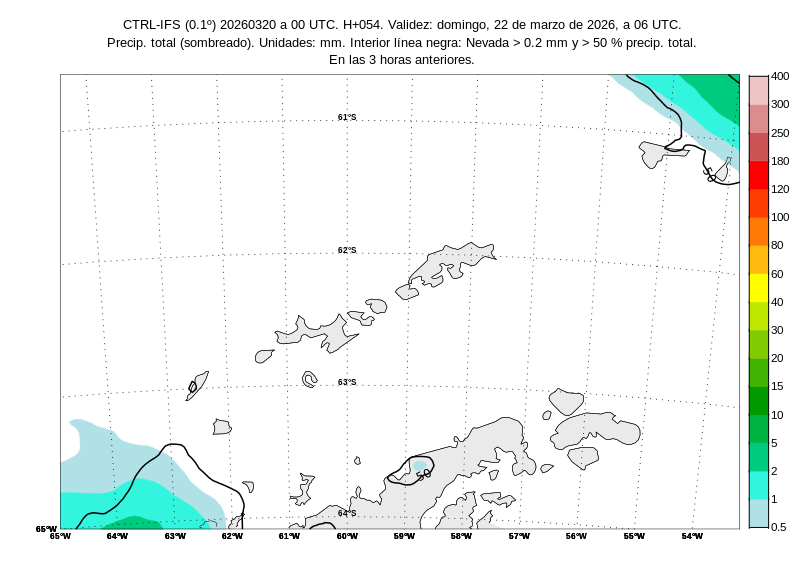 CTRL-IFS (0.1º) 20260320 a 00 UTC. H+054. Validez: domingo, 22 de marzo de 2026, a 06 UTC.
Precip. total (sombreado). Unidades: mm. Interior línea negra: Nevada > 0.2 mm y > 50 % precip. total.
En las 3 horas anteriores.
400
300
250
180
120
100
80
60
40
30
20
15
10
5
2
1
0.5
61°S
62°S
63°S
64°S
65°W
65°W 64°W 63°W 62°W 61°W 60°W 59°W 58°W 57°W 56°W 55°W 54°W